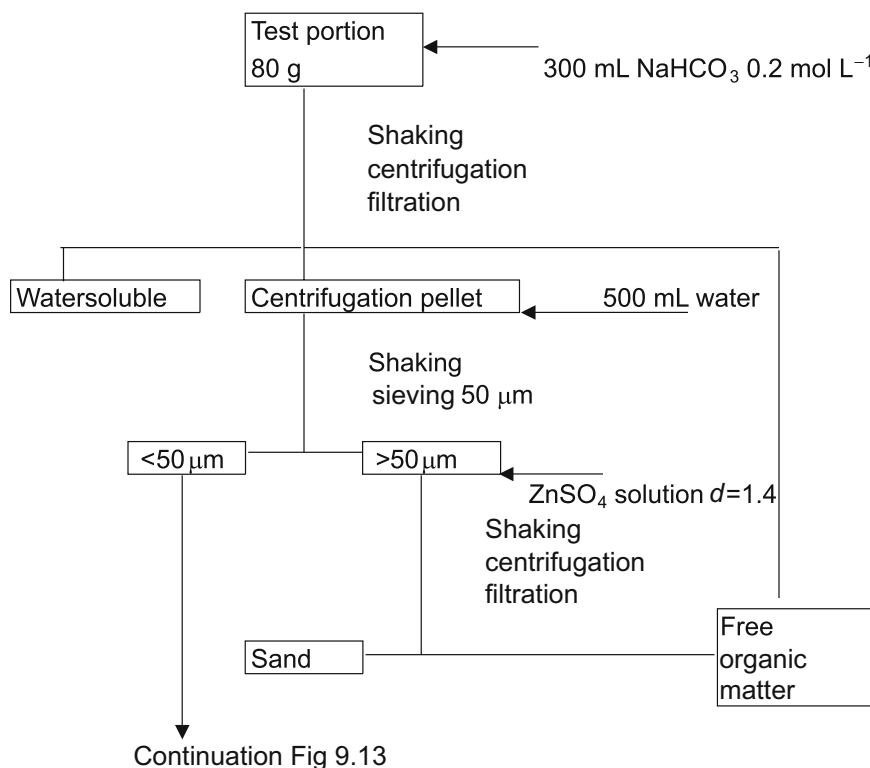 Test portion
80 g
300 mL NaHCO₃ 0.2 mol L⁻¹
Shaking
centrifugation
filtration
Watersoluble
Centrifugation pellet
500 mL water
Shaking
sieving 50 μm
<50 μm
>50 μm
ZnSO₄ solution d=1.4
Shaking
centrifugation
filtration
Sand
Free
organic
matter
Continuation Fig 9.13